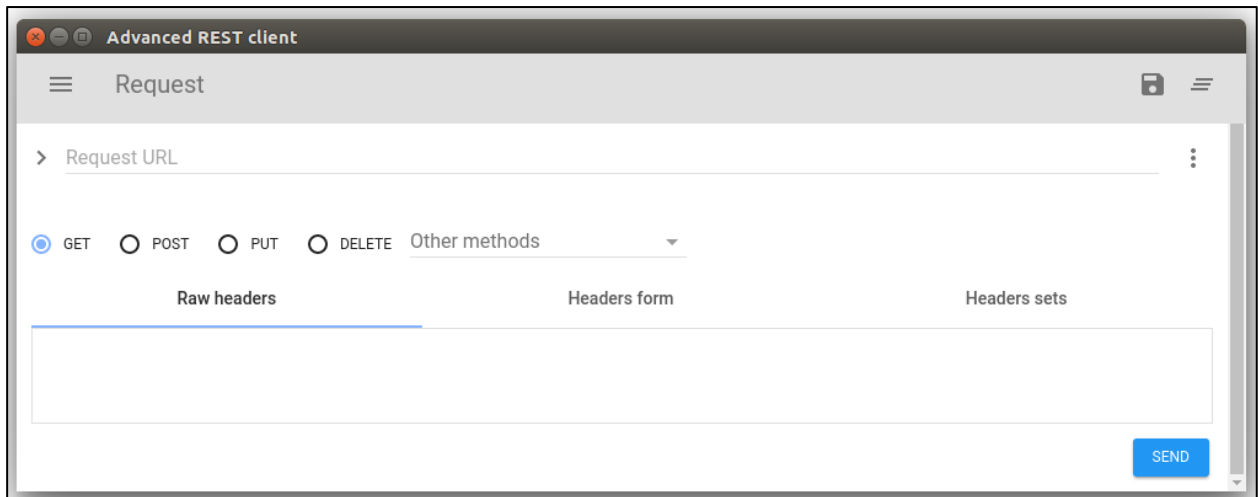 Advanced REST client
Request
Request URL
GET POST PUT DELETE Other methods
Raw headers Headers form Headers sets
SEND